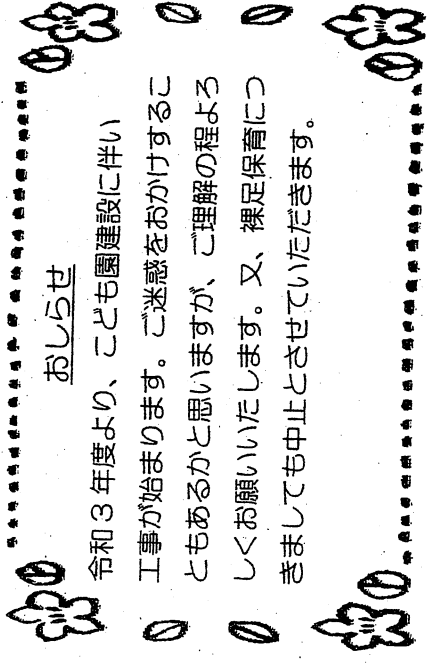 おしらせ
令和３年度より、こども園建設に伴い
工事が始まります。ご迷惑をおかけするこ
ともあるかと思いますが、ご理解の程よろ
しくお願いいたします。又、裸足保育につ
きましても中止とさせていただきます。